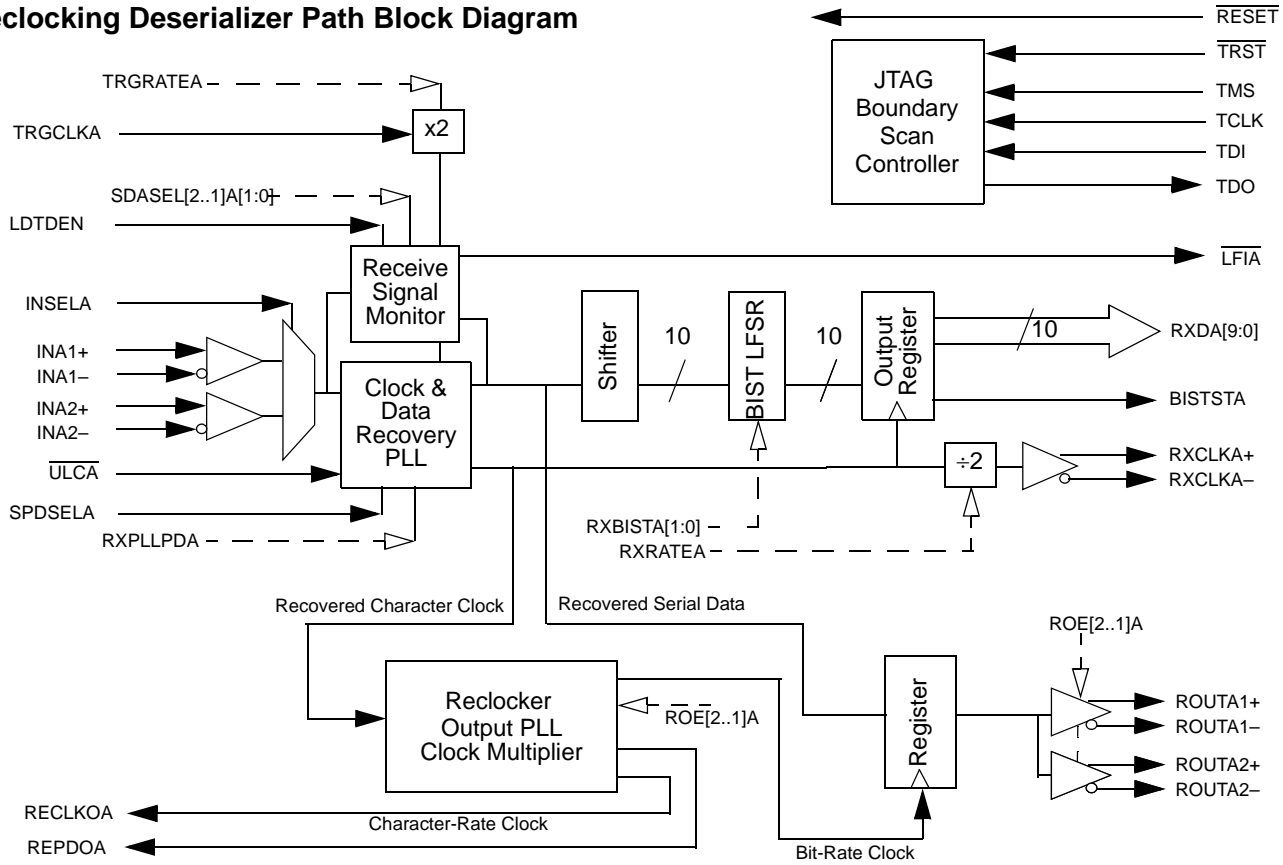 eclocking Deserializer Path Block Diagram
RESET
TRST
TMS
TCLK
TDI
TDO
JTAG
Boundary
Scan
Controller
TRGRATEA
TRGCLKA
x2
SDASEL[2..1]A[1:0]
LDTDEN
LFIA
Receive
Signal
Monitor
INSELA
INA1+
INA1–
INA2+
INA2–
ULCA
SPDSELA
RXPLLPDA
Clock &
Data
Recovery
PLL
Shifter
10
BIST LFSR
10
Output
Register
10
RXDA[9:0]
BISTSTA
÷2
RXCLKA+
RXCLKA–
RXBISTA[1:0]
RXRATEA
Recovered Character Clock
Recovered Serial Data
ROE[2..1]A
Reclocker
Output PLL
Clock Multiplier
ROE[2..1]A
Register
ROUTA1+
ROUTA1–
ROUTA2+
ROUTA2–
RECLKOA
Character-Rate Clock
REPDOA
Bit-Rate Clock